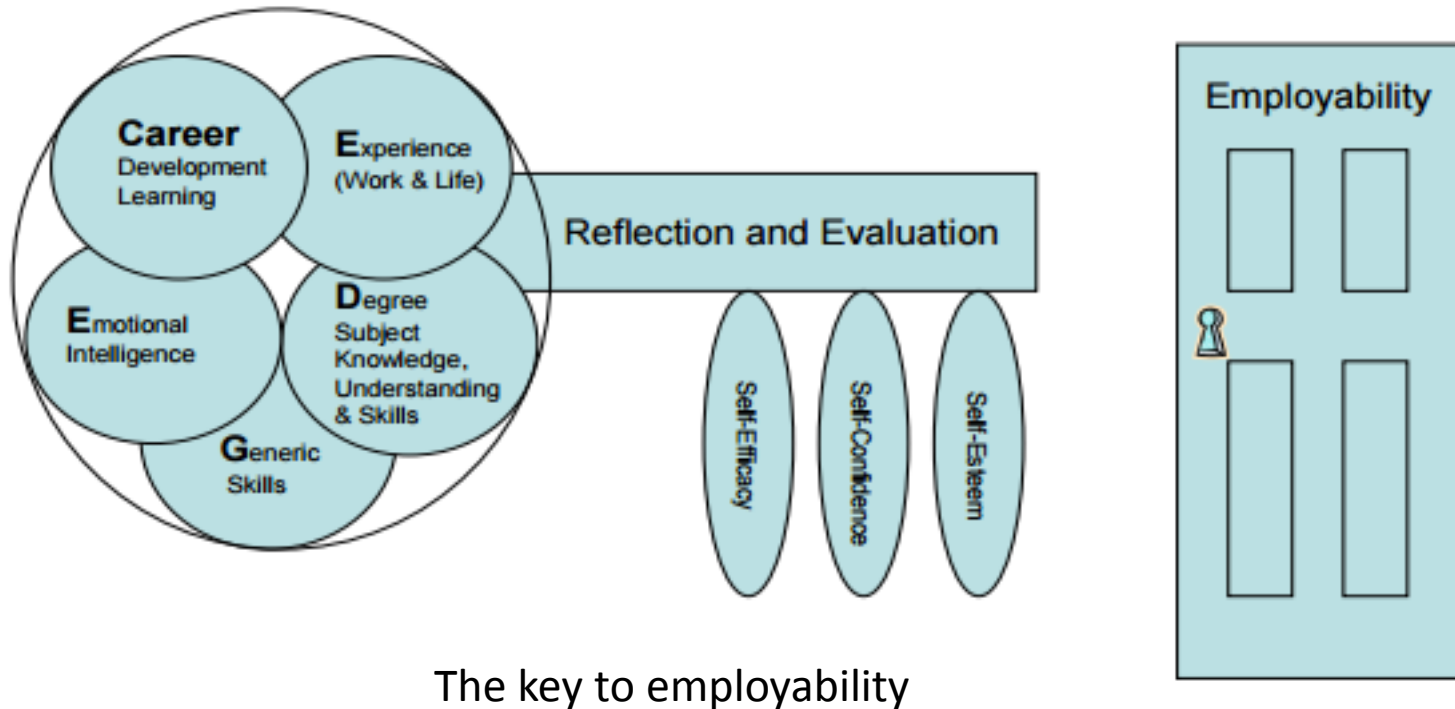 Career
Development
Learning
Experience
(Work & Life)
Emotional
Intelligence
Degree
Subject
Knowledge,
Understanding
& Skills
Generic
Skills
Reflection and Evaluation
Self-Efficacy
Self-Confidence
Self-Esteem
Employability
The key to employability